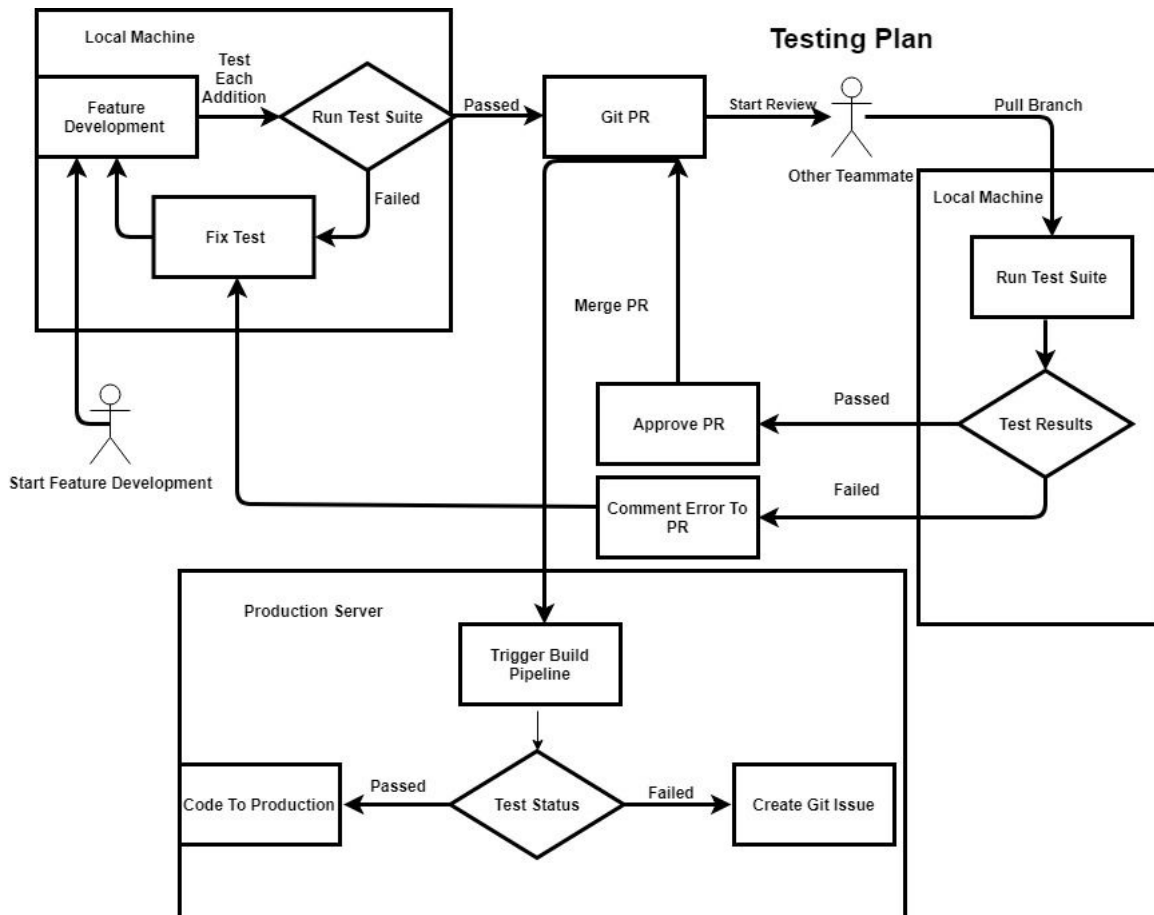 Testing Plan
Local Machine
Test
Each
Addition
Feature
Development
Run Test Suite
Passed
Git PR
Start Review
Pull Branch
Other Teammate
Failed
Fix Test
Local Machine
Run Test Suite
Merge PR
Start Feature Development
Approve PR
Passed
Test Results
Comment Error To
PR
Failed
Production Server
Trigger Build
Pipeline
Code To Production
Passed
Test Status
Failed
Create Git Issue